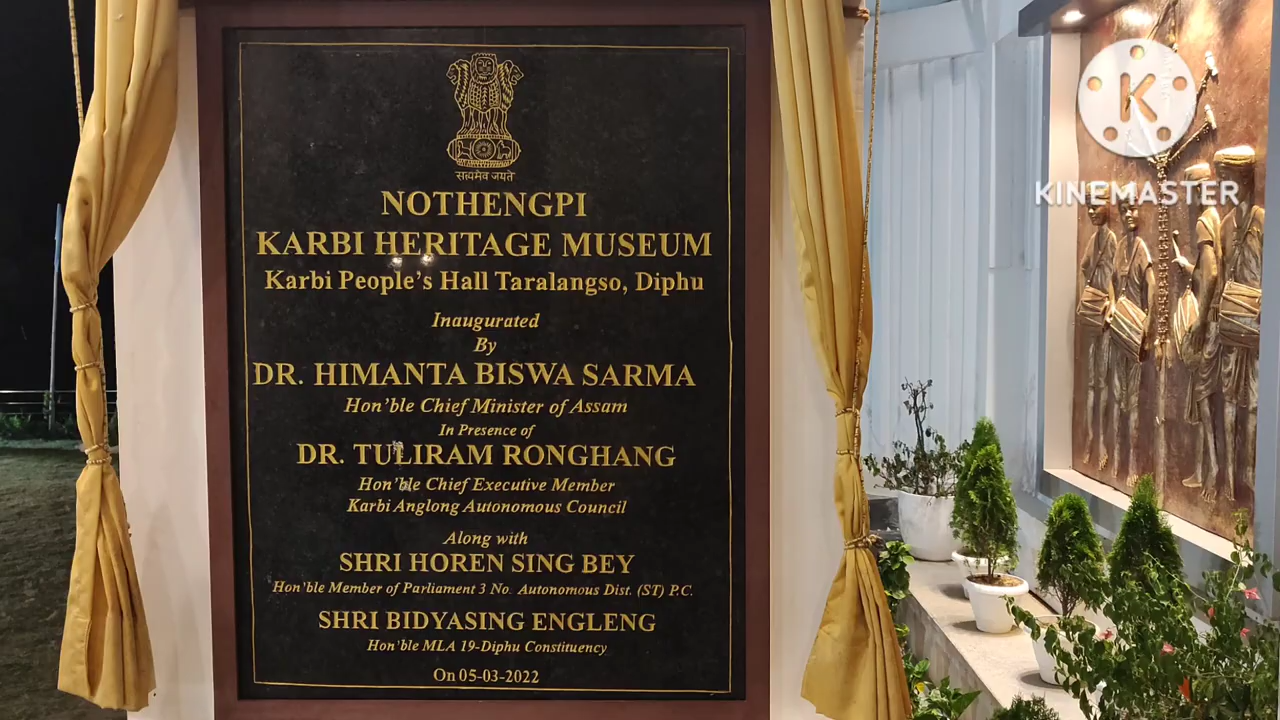 सत्यमेव जयते
NOTHENGPI
KARBI HERITAGE MUSEUM
Karbi People's Hall Taralangso, Diphu
Inaugurated
By
DR. HIMANTA BISWA SARMA
Hon'ble Chief Minister of Assam
In Presence of
DR. TULIRAM RONGHANG
Hon'ble Chief Executive Member
Karbi Anglong Autonomous Council
Along with
SHRI HOREN SING BEY
Hon'ble Member of Parliament 3 No. Autonomous Dist. (ST) P.C.
SHRI BIDYASING ENGLENG
Hon'ble MLA 19-Diphu Constituency
On 05-03-2022
K
KINEMASTER